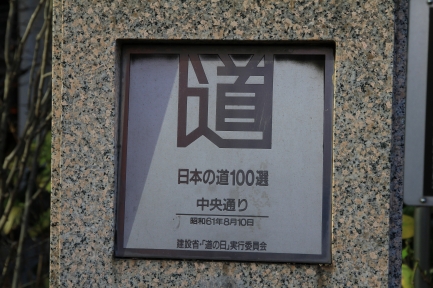 道
日本の道100選
中央通り
昭和61年8月10日
建設省・「道の日」実行委員会